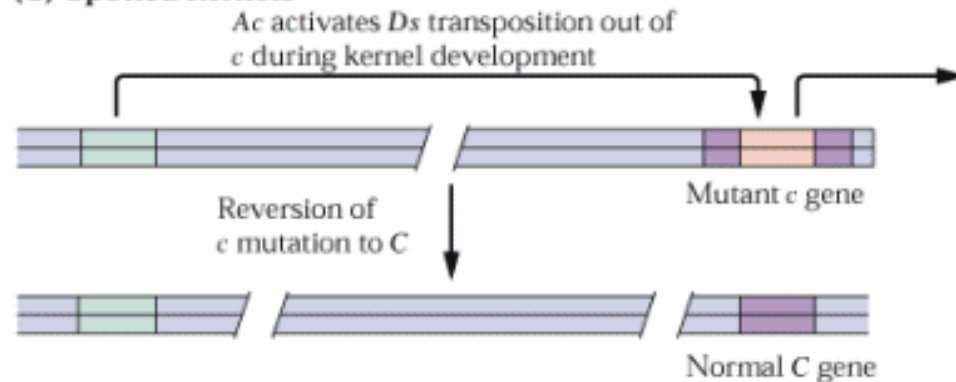 Ac activates Ds transposition out of
c during kernel development
Mutant c gene
Reversion of
c mutation to C
Normal C gene